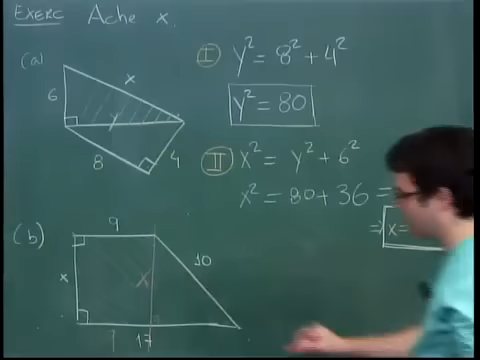 EXERC Ache x.
(a)
x
6
y
8
4
I y² = 8² + 4²
y² = 80
II x² = y² + 6²
x² = 80 + 36 =
⇒ x =
(b)
9
x
x
10
17